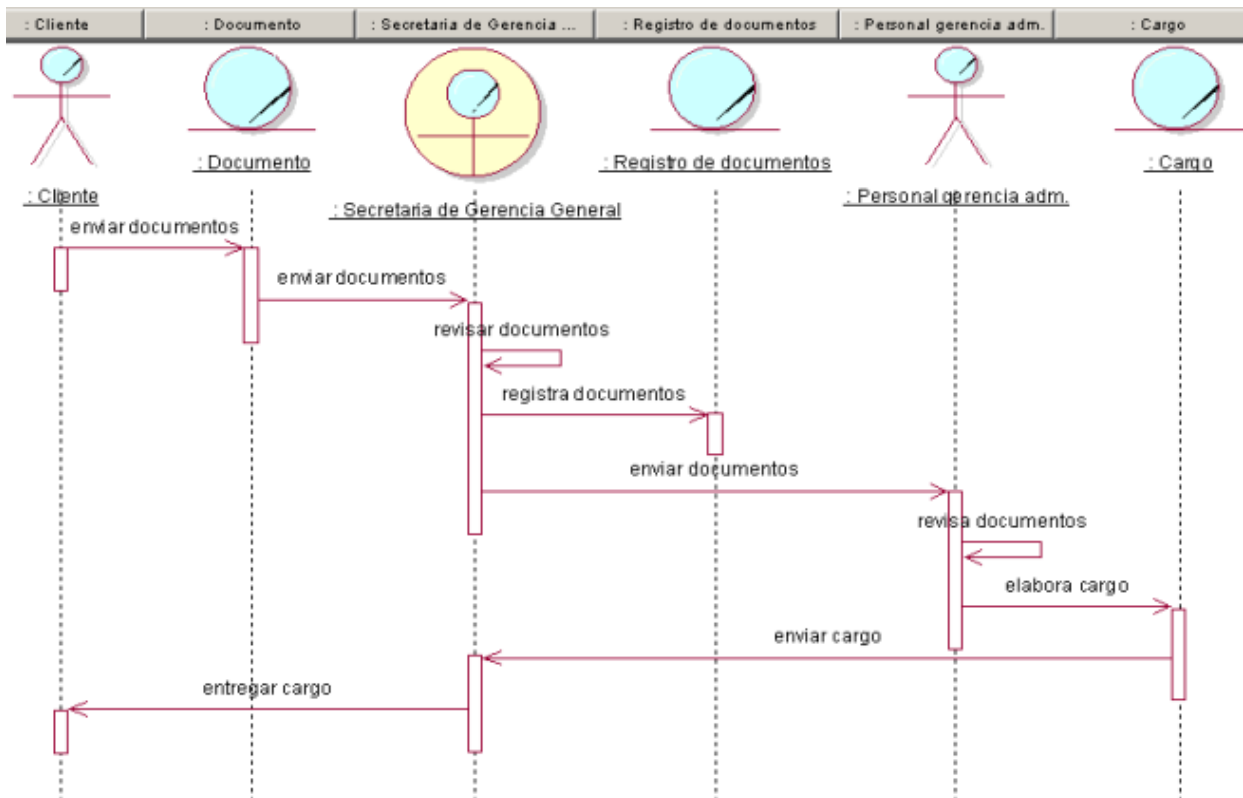 : Cliente
: Documento
: Secretaria de Gerencia ...
: Registro de documentos
: Personal gerencia adm.
: Cargo
: Documento
: Registro de documentos
: Cargo
: Cliente
: Secretaria de Gerencia General
: Personal gerencia adm.
enviar documentos
enviar documentos
revisar documentos
registra documentos
enviar documentos
revisa documentos
elabora cargo
enviar cargo
entregar cargo